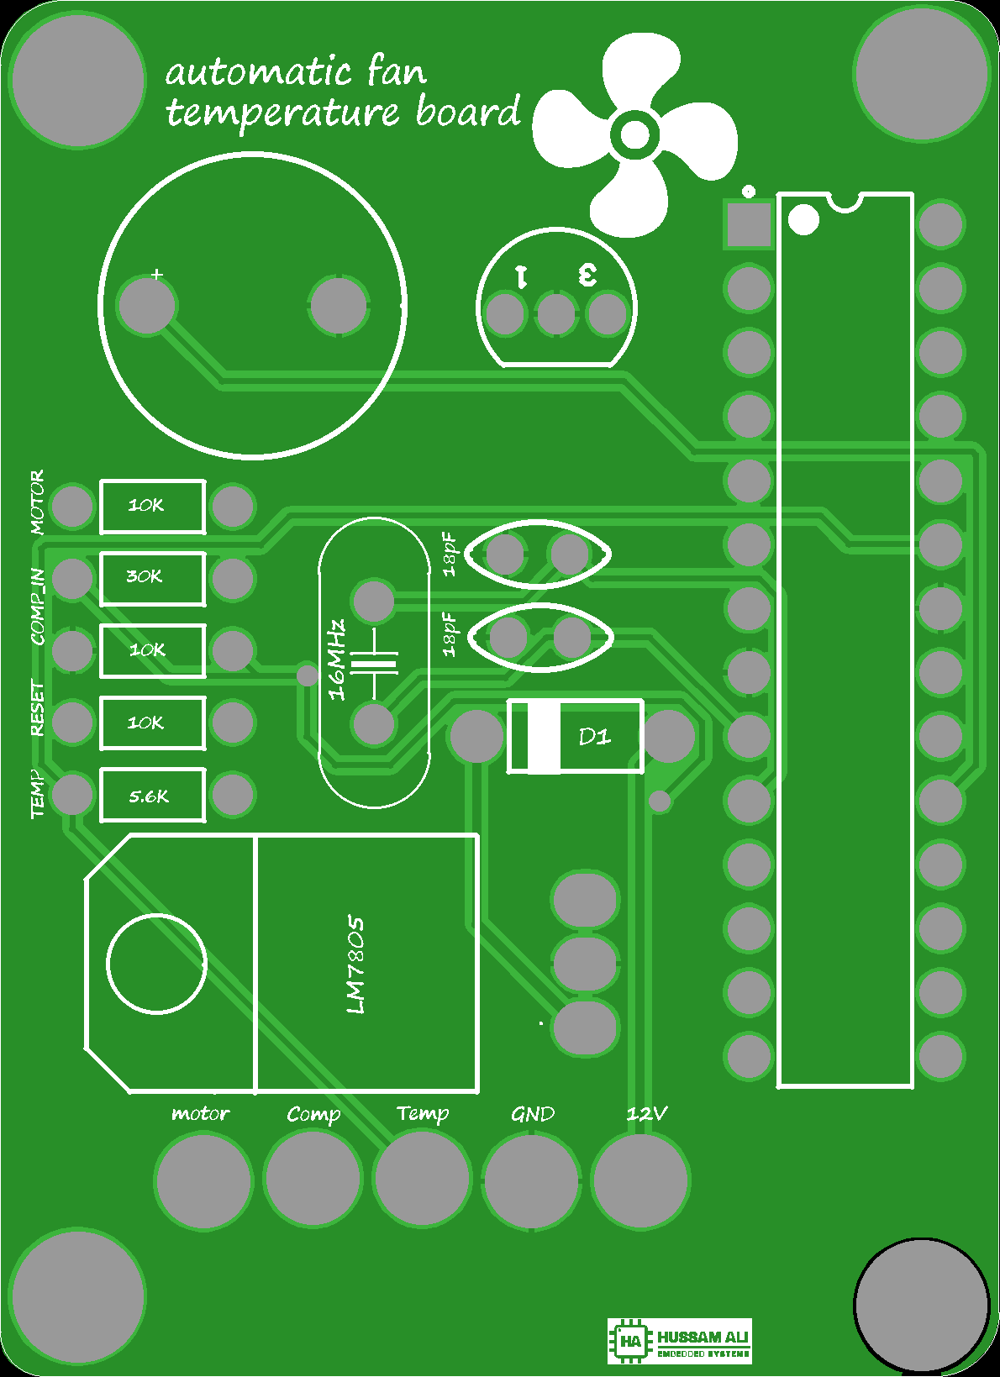 automatic fan
temperature board
+
1 3
MOTOR
10K
COMP_IN
30K
10K
RESET
10K
TEMP
5.6K
16MHz
18pF
18pF
D1
LM7805
motor Comp Temp GND 12V
HA
HUSSAM ALI
EMBEDDED SYSTEMS